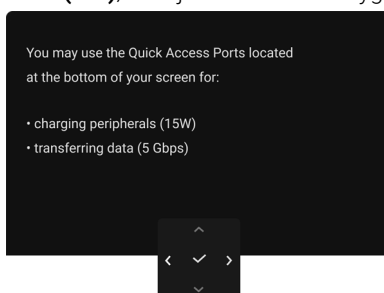 You may use the Quick Access Ports located
at the bottom of your screen for:
• charging peripherals (15W)
• transferring data (5 Gbps)